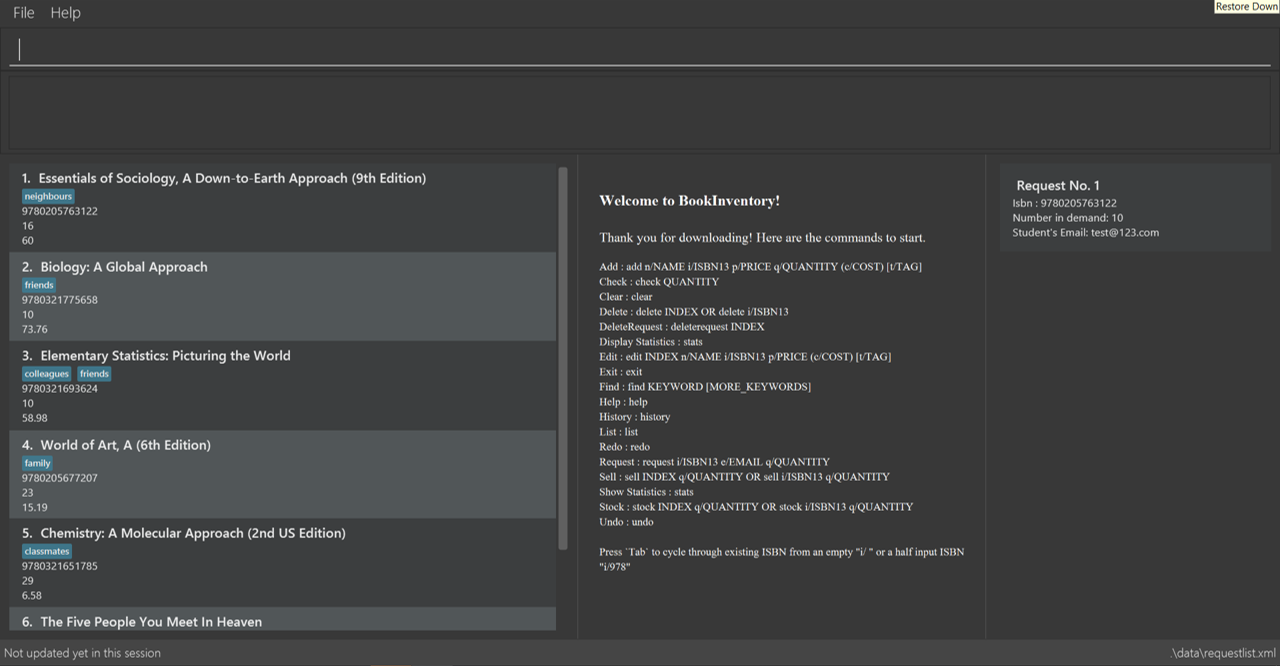 File Help
Restore Down
1. Essentials of Sociology, A Down-to-Earth Approach (9th Edition)
neighbours
9780205763122
16
60
2. Biology: A Global Approach
friends
9780321775658
10
73.76
3. Elementary Statistics: Picturing the World
colleagues friends
9780321693624
10
58.98
4. World of Art, A (6th Edition)
family
9780205677207
23
15.19
5. Chemistry: A Molecular Approach (2nd US Edition)
classmates
9780321651785
29
6.58
6. The Five People You Meet In Heaven
Welcome to BookInventory!
Thank you for downloading! Here are the commands to start.
Add : add n/NAME i/ISBN13 p/PRICE q/QUANTITY (c/COST) [t/TAG]
Check : check QUANTITY
Clear : clear
Delete : delete INDEX OR delete i/ISBN13
DeleteRequest : deleterequest INDEX
Display Statistics : stats
Edit : edit INDEX n/NAME i/ISBN13 p/PRICE (c/COST) [t/TAG]
Exit : exit
Find : find KEYWORD [MORE_KEYWORDS]
Help : help
History : history
List : list
Redo : redo
Request : request i/ISBN13 e/EMAIL q/QUANTITY
Sell : sell INDEX q/QUANTITY OR sell i/ISBN13 q/QUANTITY
Show Statistics : stats
Stock : stock INDEX q/QUANTITY OR stock i/ISBN13 q/QUANTITY
Undo : undo
Press `Tab` to cycle through existing ISBN from an empty "i/ " or a half input ISBN
"i/978"
Request No. 1
Isbn : 9780205763122
Number in demand: 10
Student's Email: test@123.com
Not updated yet in this session
.\data\requestlist.xml